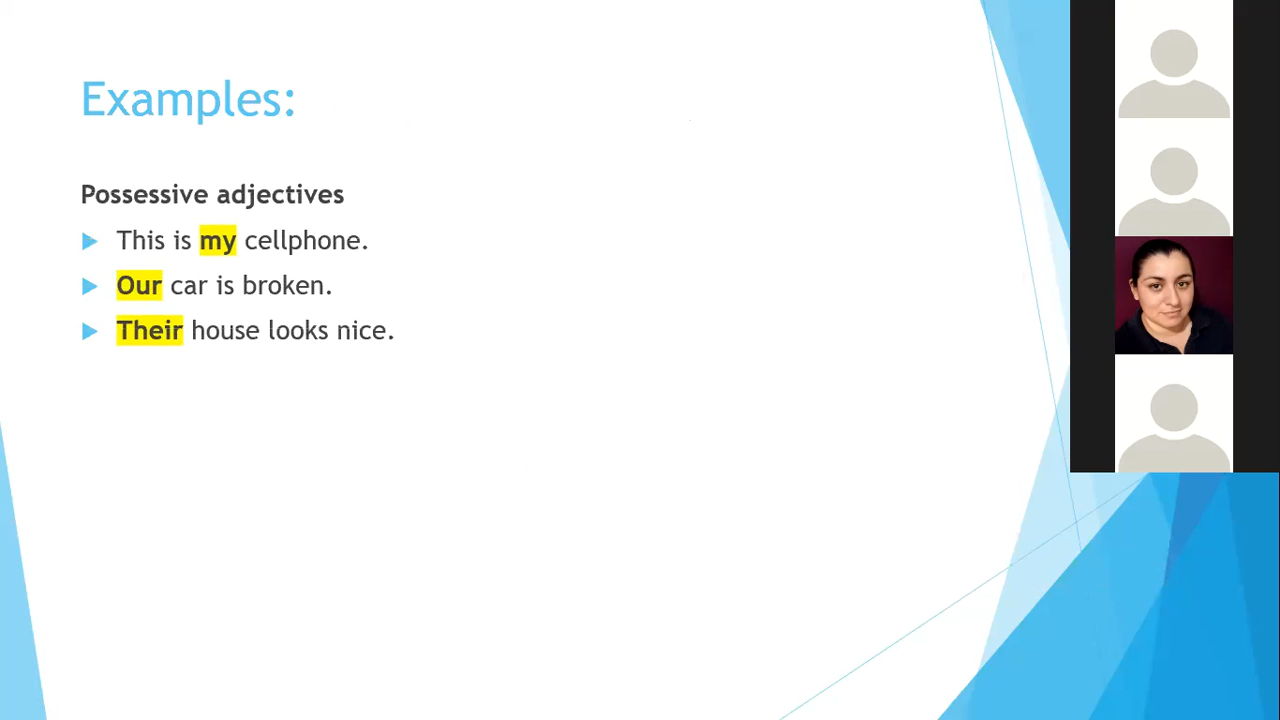 Examples:
Possessive adjectives
This is my cellphone.
Our car is broken.
Their house looks nice.